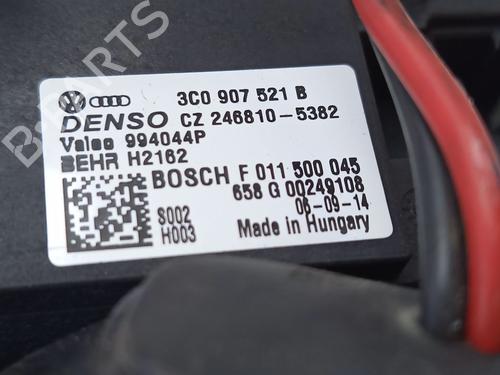 B-PARTS
3C0 907 521 B
DENSO CZ 246810-5382
Valeo 994044P
BEHR H2162
BOSCH F 011 500 045
658 G 00249108
S002 06-09-14
H003 Made in Hungary